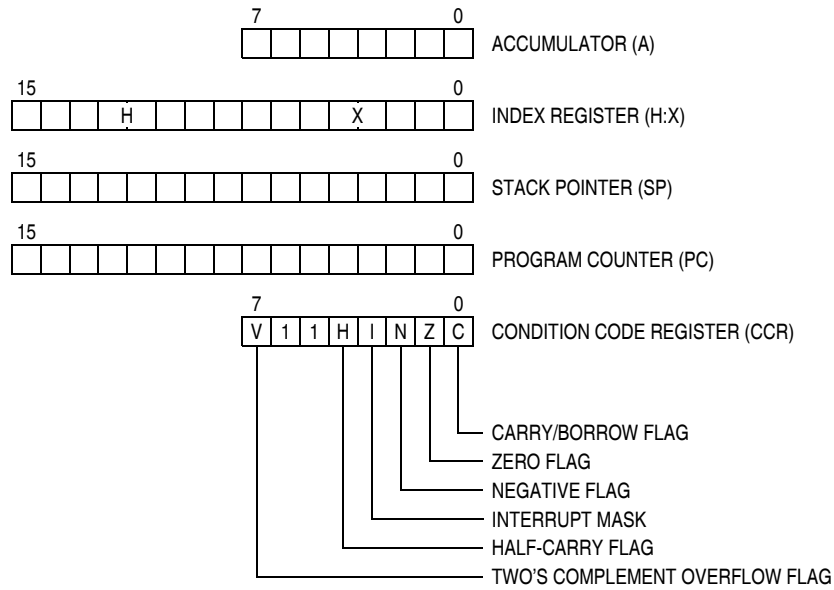 7 0
ACCUMULATOR (A)
15 0
H X INDEX REGISTER (H:X)
15 0
STACK POINTER (SP)
15 0
PROGRAM COUNTER (PC)
7 0
V 1 1 H I N Z C CONDITION CODE REGISTER (CCR)
CARRY/BORROW FLAG
ZERO FLAG
NEGATIVE FLAG
INTERRUPT MASK
HALF-CARRY FLAG
TWO'S COMPLEMENT OVERFLOW FLAG